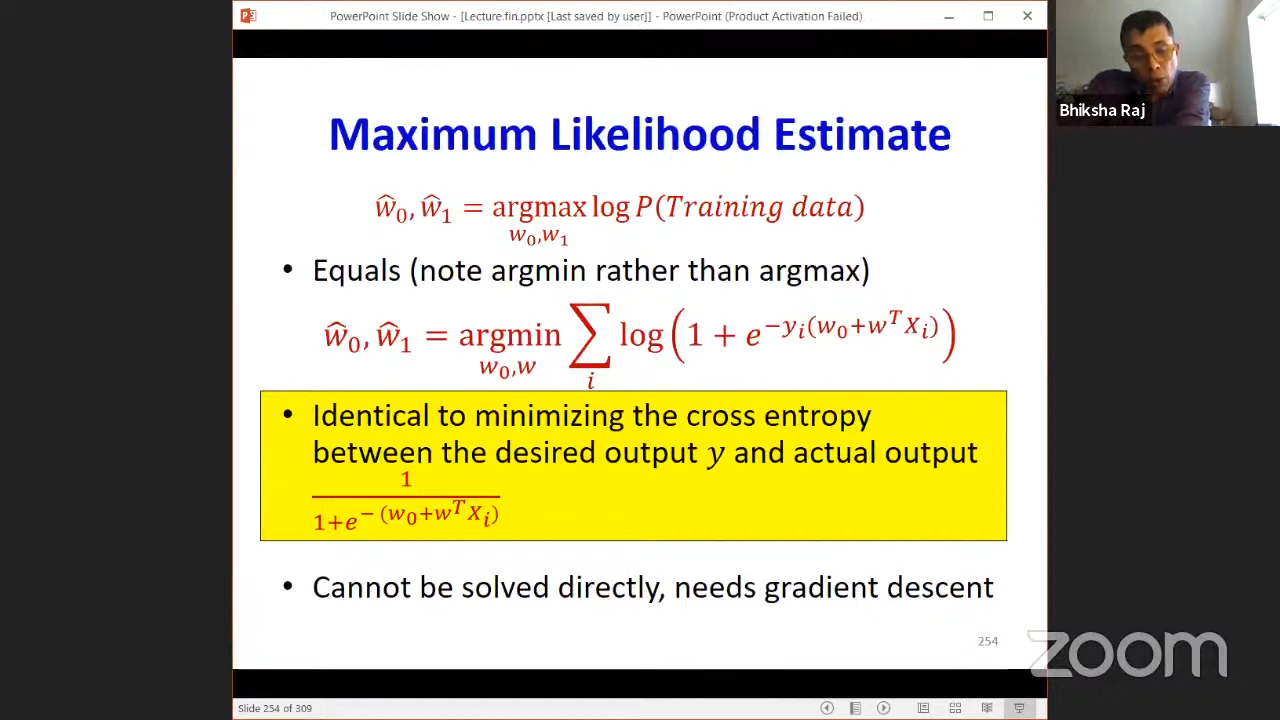 PowerPoint Slide Show - [Lecture.fin.pptx [Last saved by user]] - PowerPoint (Product Activation Failed)
Bhiksha Raj
Maximum Likelihood Estimate
ŵ₀, ŵ₁ = argmax log P(Training data)
w₀,w₁
• Equals (note argmin rather than argmax)
ŵ₀, ŵ₁ = argmin ∑ log(1 + e^{−yᵢ(w₀+wᵀXᵢ)})
w₀,w i
• Identical to minimizing the cross entropy
between the desired output y and actual output
1
1+e^{−(w₀+wᵀXᵢ)}
• Cannot be solved directly, needs gradient descent
254
zoom
Slide 254 of 309